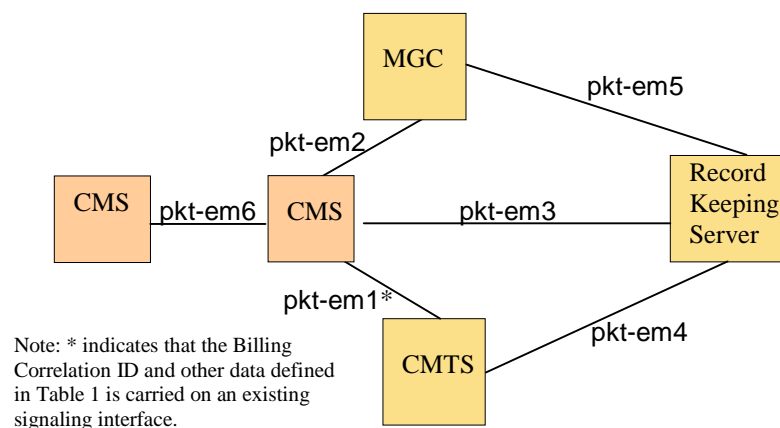 MGC
pkt-em5
pkt-em2
CMS
pkt-em6
CMS
pkt-em3
Record
Keeping
Server
pkt-em1*
pkt-em4
CMTS
Note: * indicates that the Billing
Correlation ID and other data defined
in Table 1 is carried on an existing
signaling interface.